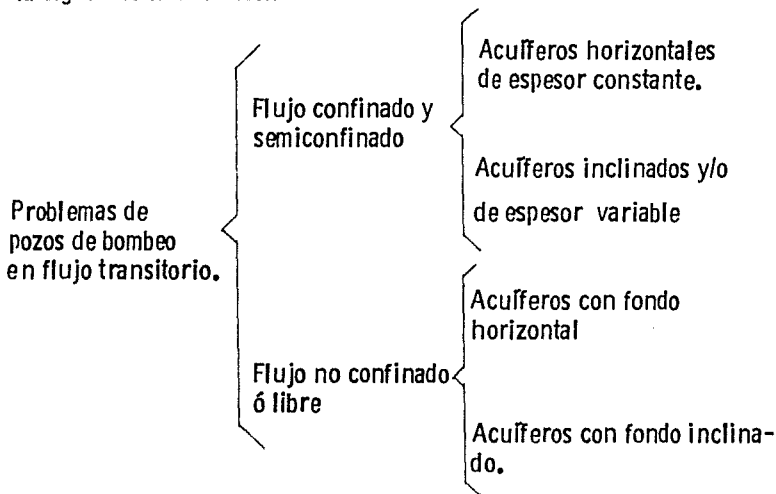 Problemas de
pozos de bombeo
en flujo transitorio.
Flujo confinado y
semiconfinado
Acuíferos horizontales
de espesor constante.
Acuíferos inclinados y/o
de espesor variable
Flujo no confinado
ó libre
Acuíferos con fondo
horizontal
Acuíferos con fondo inclina-
do.